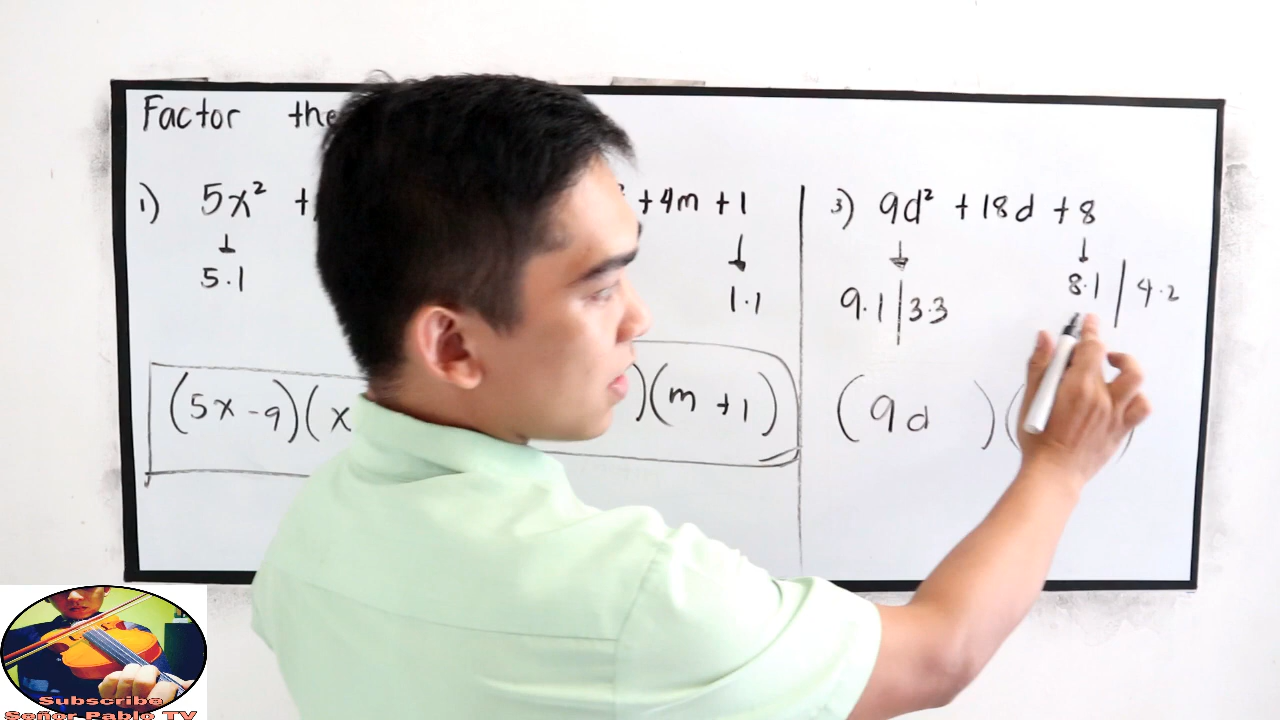 Factor the
1) 5x² +
5.1
(5x - 9)(x
² + 4m + 1
1.1
)(m + 1)
3) 9d² + 18d + 8
9.1 | 3.3
8.1 | 4.2
(9d )(
Subscribe
Señor Pablo TV